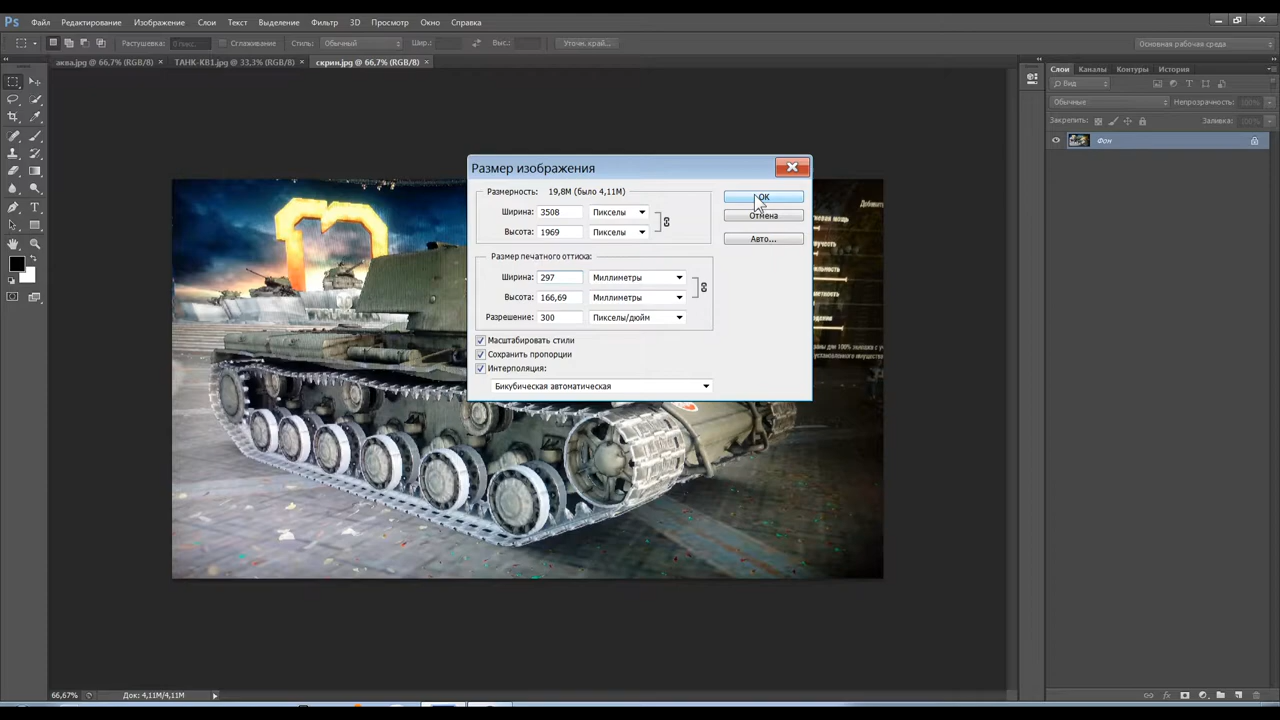 Ps Файл Редактирование Изображение Слои Текст Выделение Фильтр 3D Просмотр Окно Справка
Растушевка: 0 пикс. Сглаживание Стиль: Обычный Шир.: Выс.: Уточн. край... Основная рабочая среда
аква.jpg @ 66,7% (RGB/8) × ТАНК-КВ1.jpg @ 33,3% (RGB/8) × скрин.jpg @ 66,7% (RGB/8) ×
Слои Каналы Контуры История
Вид
Обычные Непрозрачность: 100%
Закрепить: Заливка: 100%
Фон
Размер изображения
Размерность: 19,8M (было 4,11M)
Ширина: 3508 Пикселы
Высота: 1969 Пикселы
OK
Отмена
Авто...
Размер печатного оттиска:
Ширина: 297 Миллиметры
Высота: 166,69 Миллиметры
Разрешение: 300 Пикселы/дюйм
Масштабировать стили
Сохранить пропорции
Интерполяция:
Бикубическая автоматическая
66,67% Док: 4,11M/4,11M